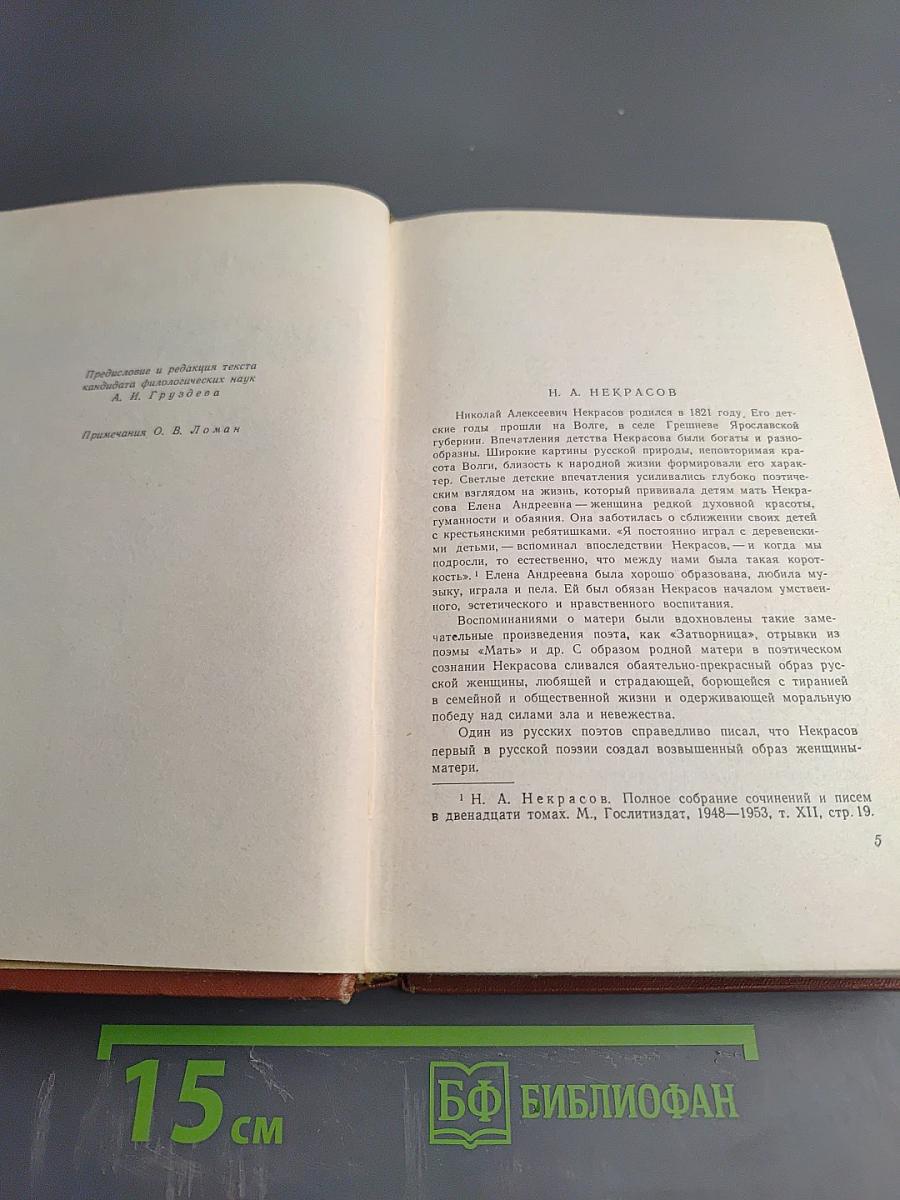 Предисловие и редакция текста
кандидата филологических наук
А. И. Груздева
Примечания О. В. Ломан
Н. А. НЕКРАСОВ
Николай Алексеевич Некрасов родился в 1821 году. Его дет-
ские годы прошли на Волге, в селе Грешневе Ярославской
губернии. Впечатления детства Некрасова были богаты и разно-
образны. Широкие картины русской природы, неповторимая кра-
сота Волги, близость к народной жизни формировали его харак-
тер. Светлые детские впечатления усиливались глубоко поэтиче-
ским взглядом на жизнь, который прививала детям мать Некра-
сова Елена Андреевна — женщина редкой духовной красоты,
гуманности и обаяния. Она заботилась о сближении своих детей
с крестьянскими ребятишками. «Я постоянно играл с деревенски-
ми детьми, — вспоминал впоследствии Некрасов, — и когда мы
подросли, то естественно, что между нами была такая корот-
кость». ¹ Елена Андреевна была хорошо образована, любила му-
зыку, играла и пела. Ей был обязан Некрасов началом умствен-
ного, эстетического и нравственного воспитания.
Воспоминаниями о матери были вдохновлены такие заме-
чательные произведения поэта, как «Затворница», отрывки из
поэмы «Мать» и др. С образом родной матери в поэтическом
сознании Некрасова сливался обаятельно-прекрасный образ рус-
ской женщины, любящей и страдающей, борющейся с тиранией
в семейной и общественной жизни и одерживающей моральную
победу над силами зла и невежества.
Один из русских поэтов справедливо писал, что Некрасов
первый в русской поэзии создал возвышенный образ женщины-
матери.
¹ Н. А. Некрасов. Полное собрание сочинений и писем
в двенадцати томах. М., Гослитиздат, 1948—1953, т. XII, стр. 19.
5
15 см
БФ БИБЛИОФАН